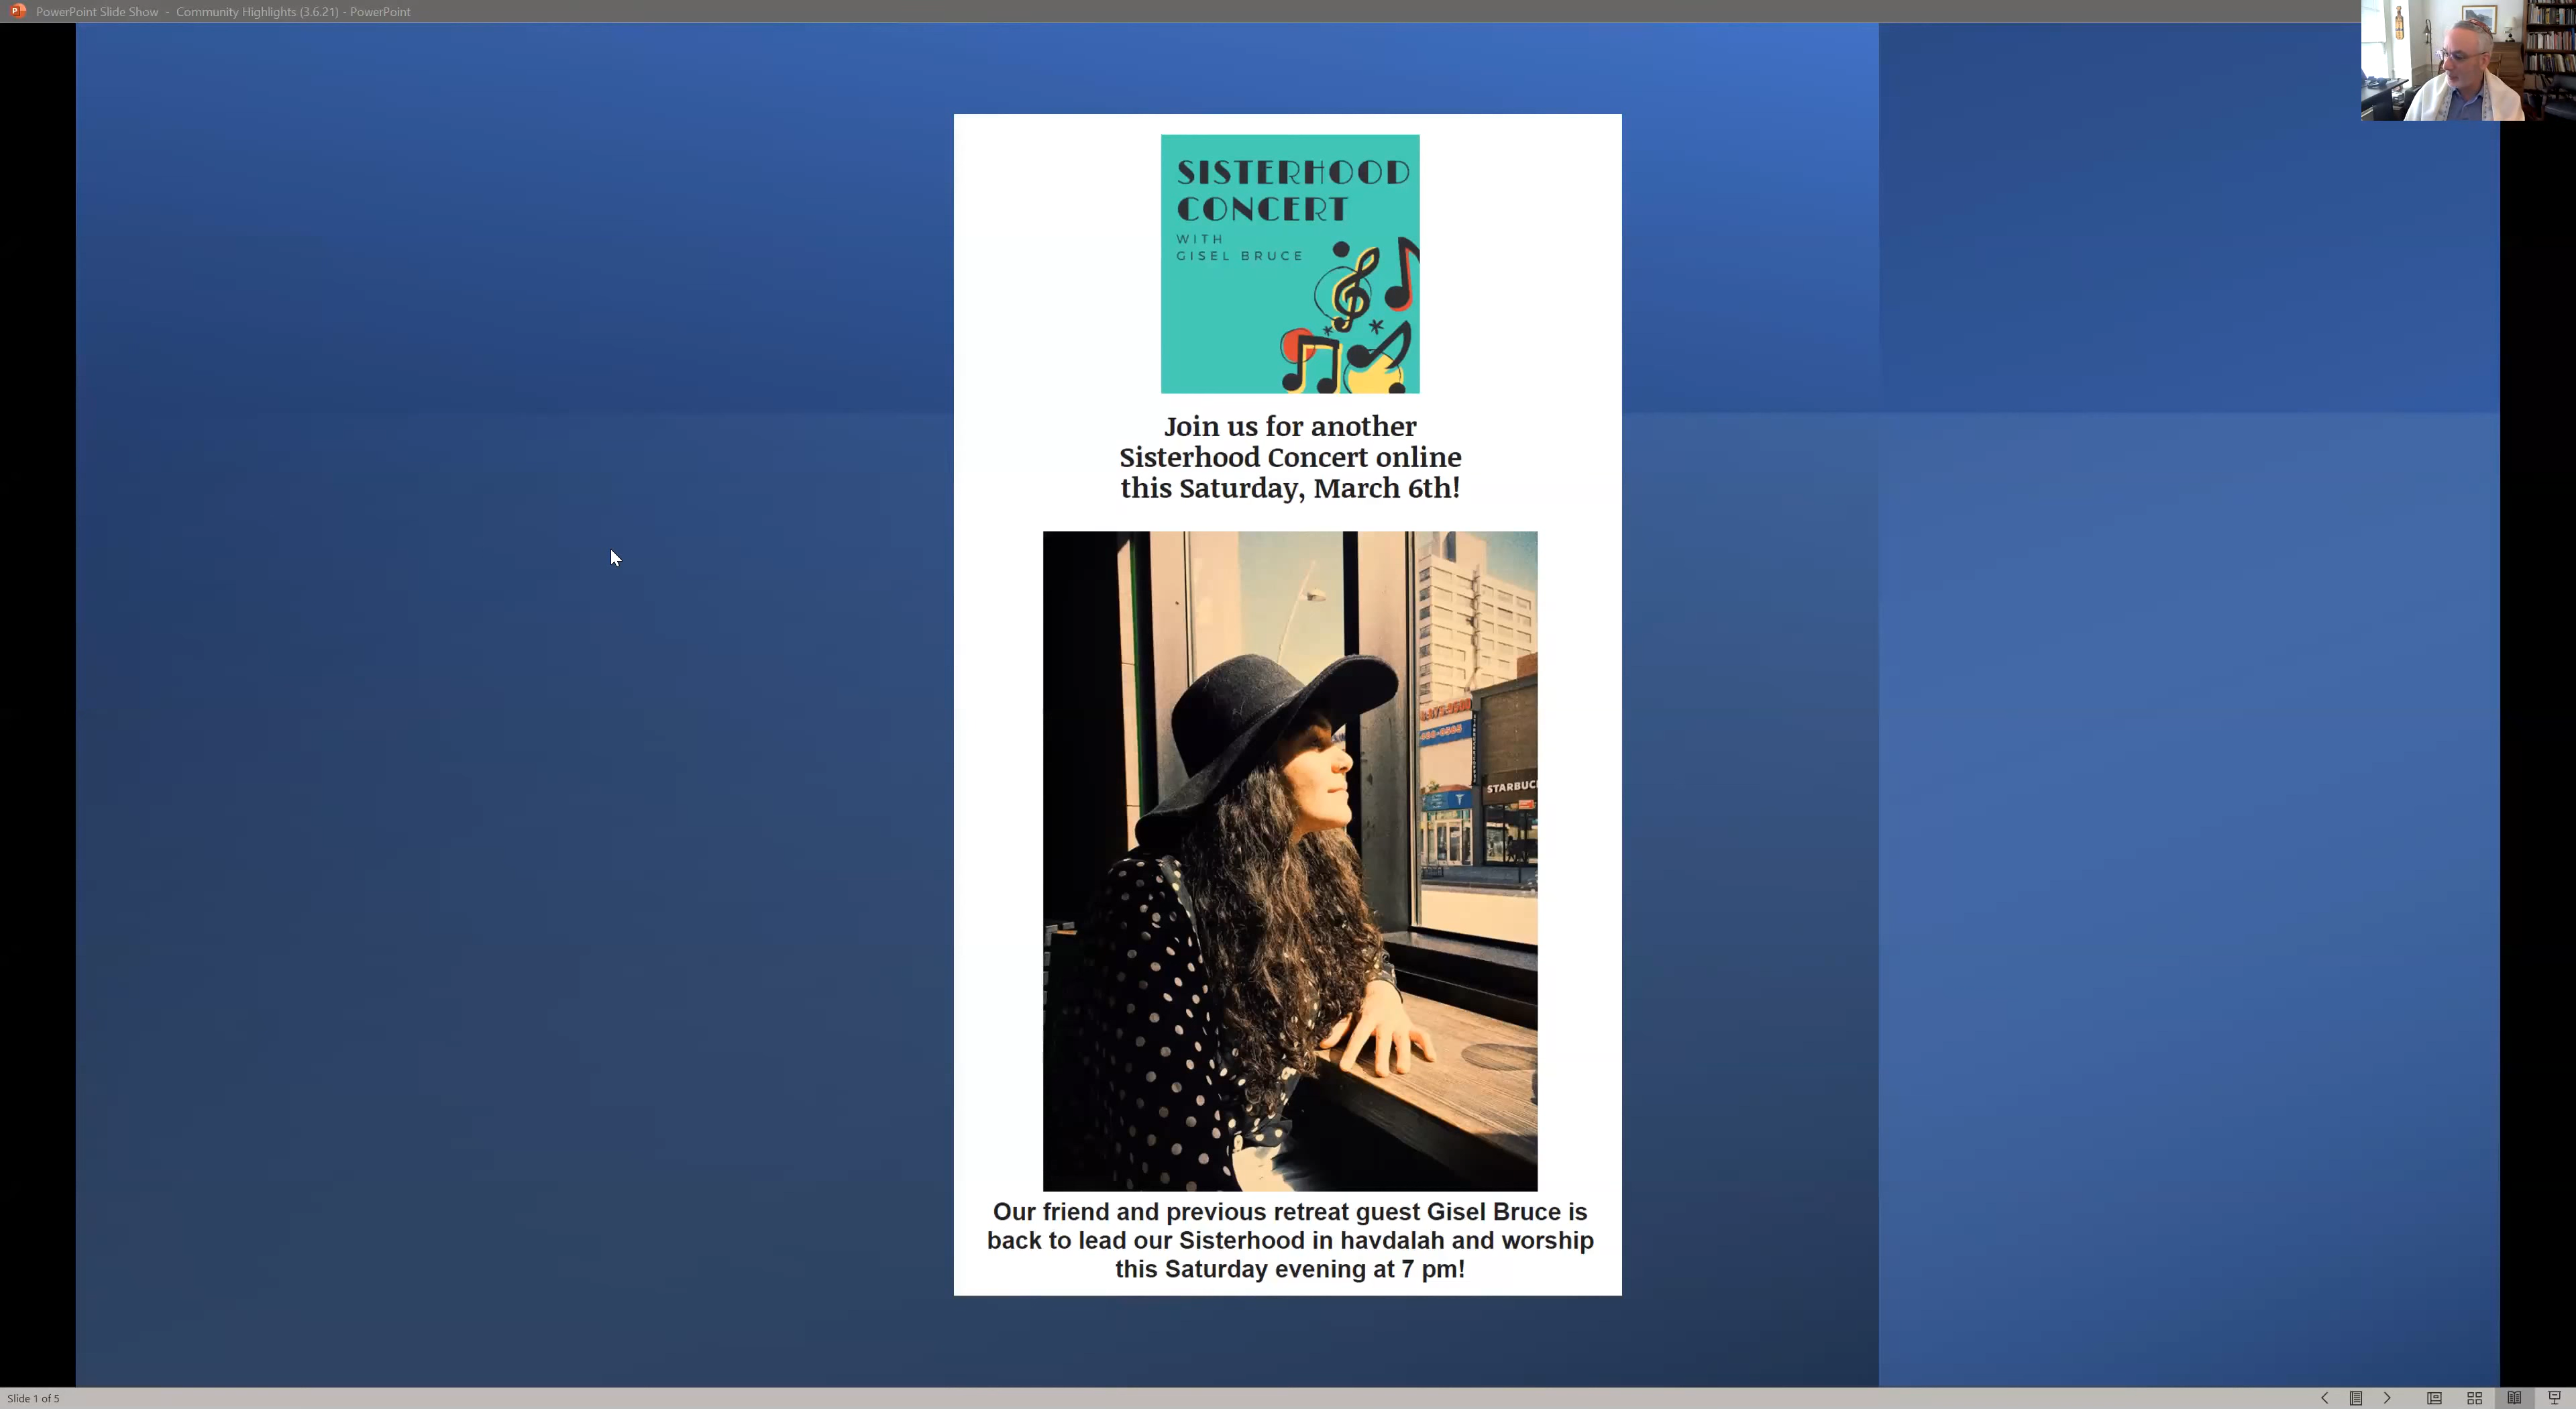 PowerPoint Slide Show - Community Highlights (3.6.21) - PowerPoint
SISTERHOOD
CONCERT
WITH
GISEL BRUCE
Join us for another
Sisterhood Concert online
this Saturday, March 6th!
STARBUC
Our friend and previous retreat guest Gisel Bruce is
back to lead our Sisterhood in havdalah and worship
this Saturday evening at 7 pm!
Slide 1 of 5